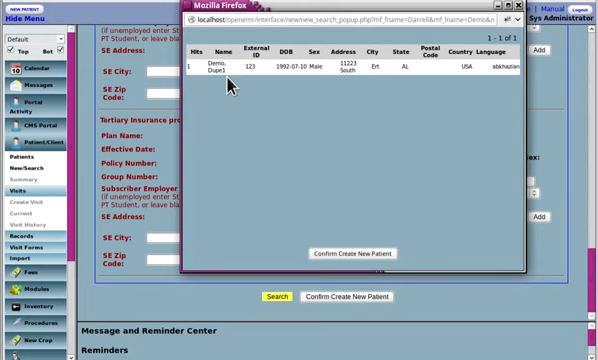 NEW PATIENT
Hide Menu
Default
Top Bot
Calendar
Messages
Portal
Activity
CMS Portal
Patient/Client
Patients
New/Search
Summary
Visits
Create Visit
Current
Visit History
Records
Visit Forms
Import
Fees
Modules
Inventory
Procedures
New Crop
Manual Logout
Sys Administrator
(if unemployed enter
PT Student, or leave bla
SE Address:
SE City:
SE Zip
Code:
Add
Tertiary Insurance pro
Plan Name:
Effective Date:
Policy Number:
Group Number:
Subscriber Employer
(if unemployed enter
PT Student, or leave bla
SE Address:
SE City:
SE Zip
Code:
Sex:
Add
Mozilla Firefox
localhost/openemr/interface/new/new_search_popup.php?mf_fname=Darrell&mf_lname=Demo&
1 - 1 of 1
Hits Name External ID DOB Sex Address City State Postal Code Country Language
1 Demo, Dupe1 123 1992-07-10 Male 11223 South Ert AL USA abkhazian
Confirm Create New Patient
Search Confirm Create New Patient
Message and Reminder Center
Reminders